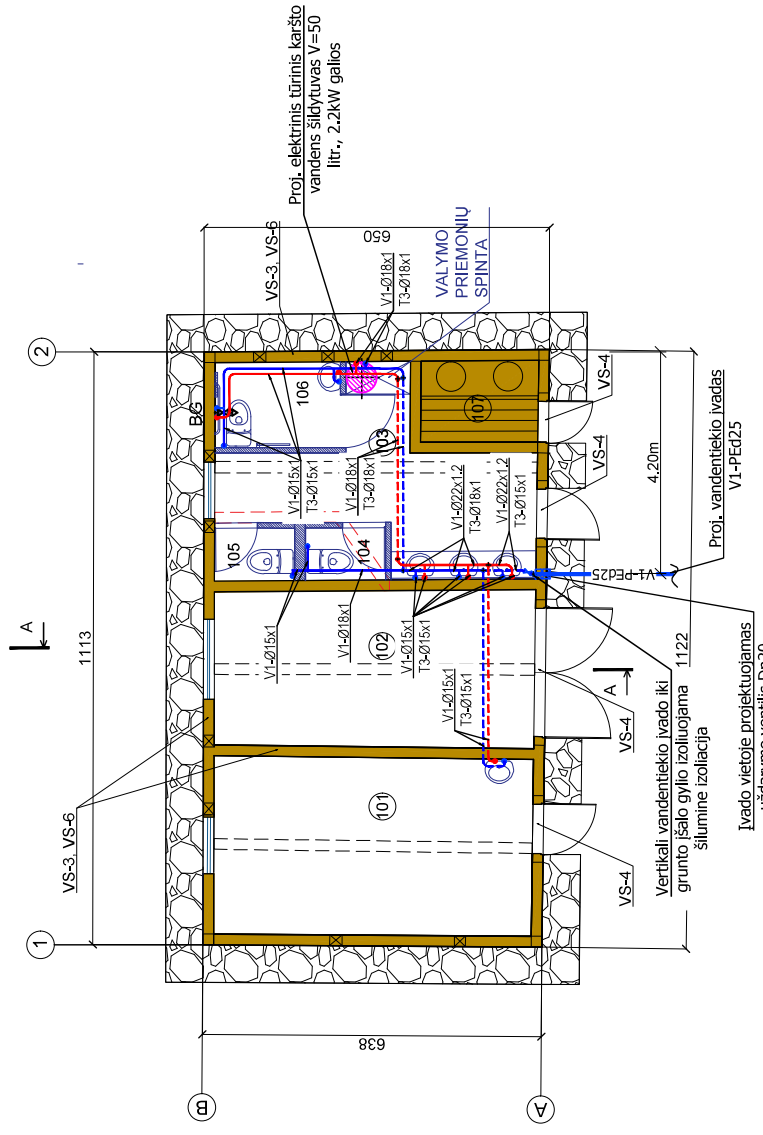 2
1
B
A
A
A
1113
1122
638
650
4.20m
VS-3, VS-6
VS-3, VS-6
VS-4
VS-4
VS-4
VS-4
Proj. elektrinis tūrinis karšto
vandens šildytuvas V=50
litr., 2.2kW galios
VALYMO
PRIEMONIŲ
SPINTA
V1-Ø18x1
T3-Ø18x1
BG
106
107
103
105
104
102
101
V1-Ø15x1
T3-Ø15x1
V1-Ø18x1
T3-Ø18x1
V1-Ø22x1.2
T3-Ø18x1
V1-Ø22x1.2
T3-Ø15x1
V1-Ø15x1
V1-Ø18x1
V1-Ø15x1
T3-Ø15x1
V1-Ø15x1
T3-Ø15x1
V1-PEd25
Proj. vandentiekio įvadas
V1-PEd25
Vertikali vandentiekio įvado iki
grunto įšalo gylio izoliuojama
šilumine izoliacija
Įvado vietoje projektuojamas